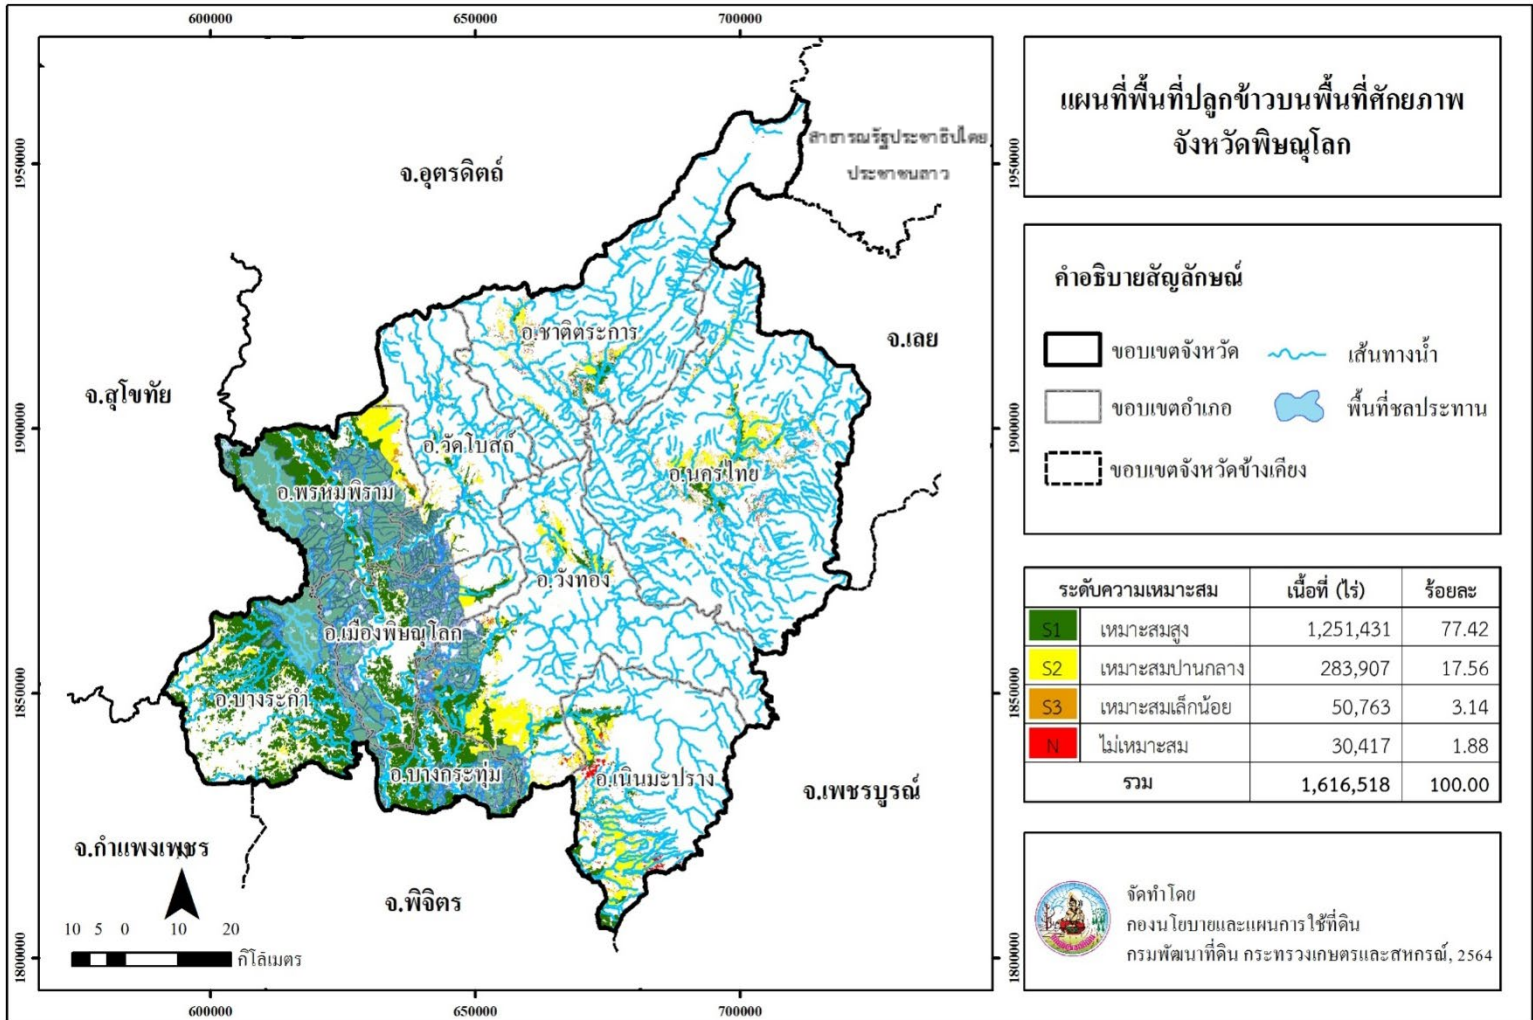 600000
650000
700000
1950000
1900000
1850000
1800000
1950000
1900000
1850000
1800000
600000
650000
700000
จ.อุตรดิตถ์
สาธารณรัฐประชาธิปไตย
ประชาชนลาว
จ.เลย
จ.สุโขทัย
อ.ชาติตระการ
อ.วัดโบสถ์
อ.นครไทย
อ.พรหมพิราม
อ.วังทอง
อ.เมืองพิษณุโลก
อ.บางระกำ
อ.บางกระทุ่ม
อ.เนินมะปราง
จ.เพชรบูรณ์
จ.กำแพงเพชร
จ.พิจิตร
10 5 0 10 20
กิโลเมตร
แผนที่พื้นที่ปลูกข้าวบนพื้นที่ศักยภาพ
จังหวัดพิษณุโลก
คำอธิบายสัญลักษณ์
ขอบเขตจังหวัด เส้นทางน้ำ
ขอบเขตอำเภอ พื้นที่ชลประทาน
ขอบเขตจังหวัดข้างเคียง
ระดับความเหมาะสม เนื้อที่ (ไร่) ร้อยละ
S1 เหมาะสมสูง 1,251,431 77.42
S2 เหมาะสมปานกลาง 283,907 17.56
S3 เหมาะสมเล็กน้อย 50,763 3.14
N ไม่เหมาะสม 30,417 1.88
รวม 1,616,518 100.00
จัดทำโดย
กองนโยบายและแผนการใช้ที่ดิน
กรมพัฒนาที่ดิน กระทรวงเกษตรและสหกรณ์, 2564